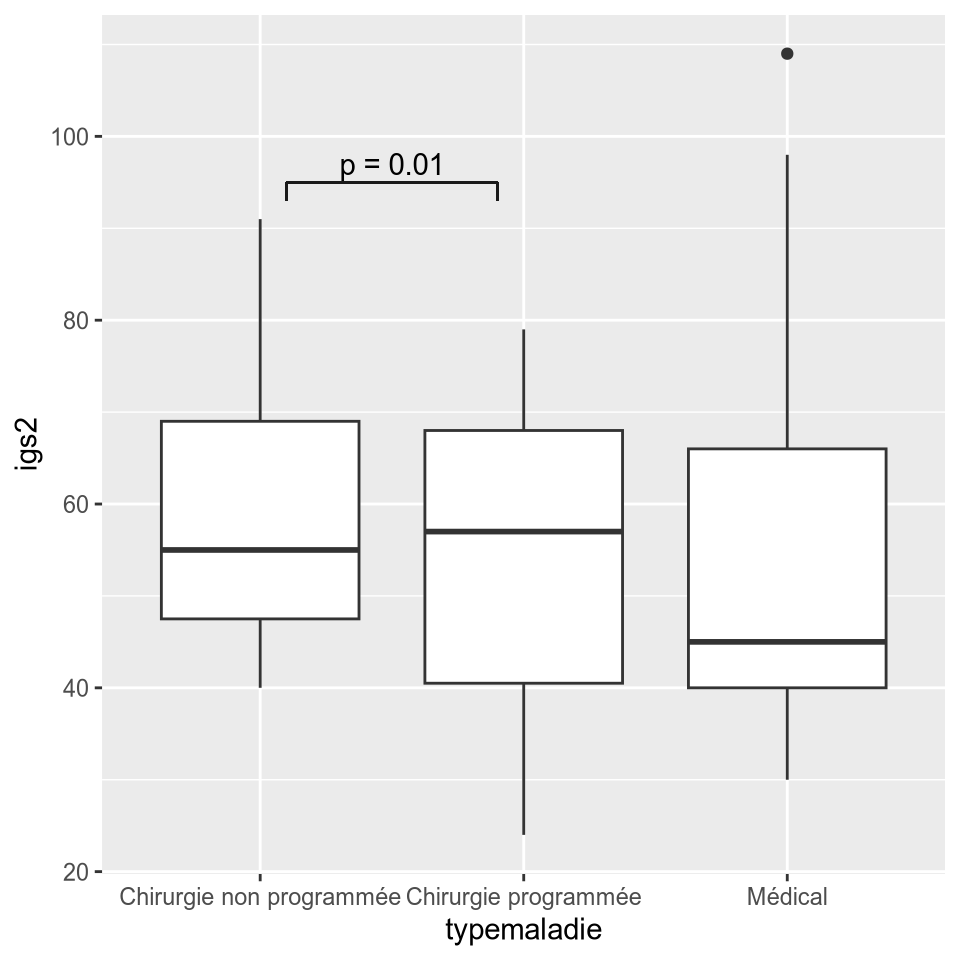 100
p = 0.01
80
igs2
60
40
20
Chirurgie non programmée Chirurgie programmée Médical
typemaladie